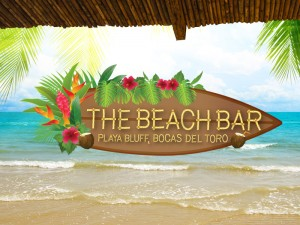 THE BEACH BAR
PLAYA BLUFF, BOCAS DEL TORO